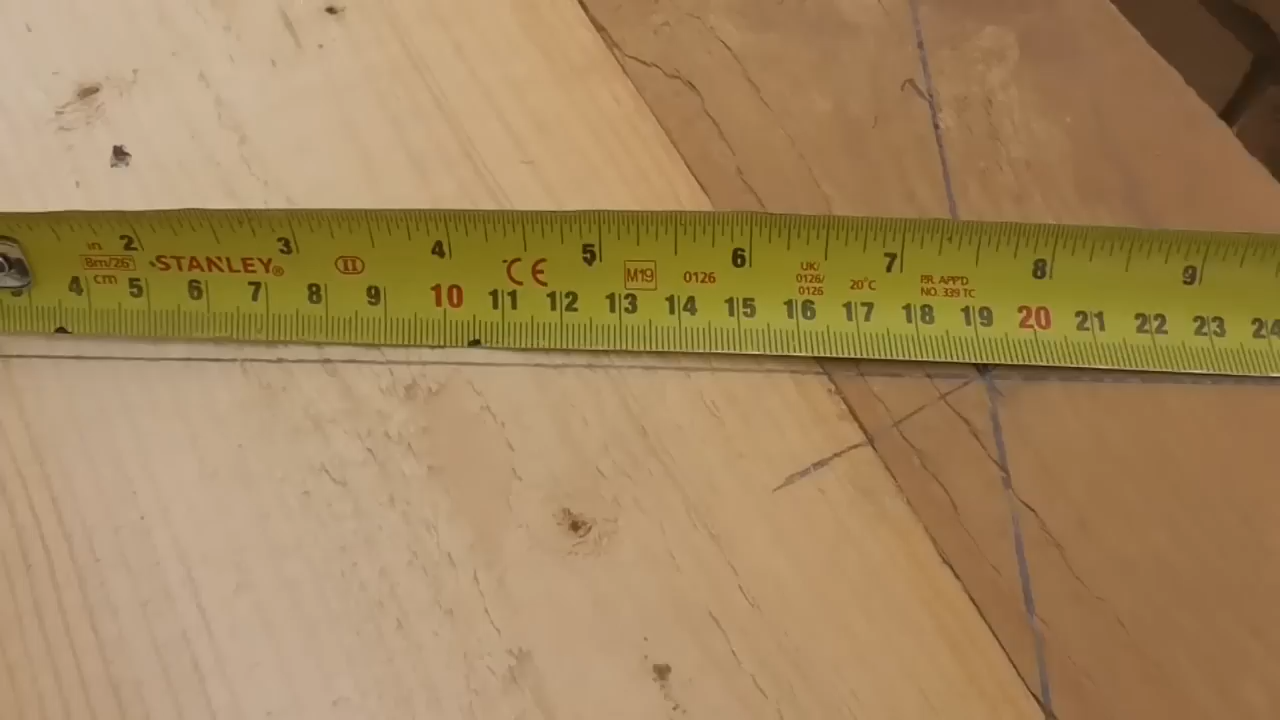 in 2 3 4 5 6 7 8 9
8m/26' STANLEY® II CE M19 0126 UK/ 0126/ 0126 20°C P.R. APP'D NO. 339 TC
cm 4 5 6 7 8 9 10 11 12 13 14 15 16 17 18 19 20 21 22 23 24